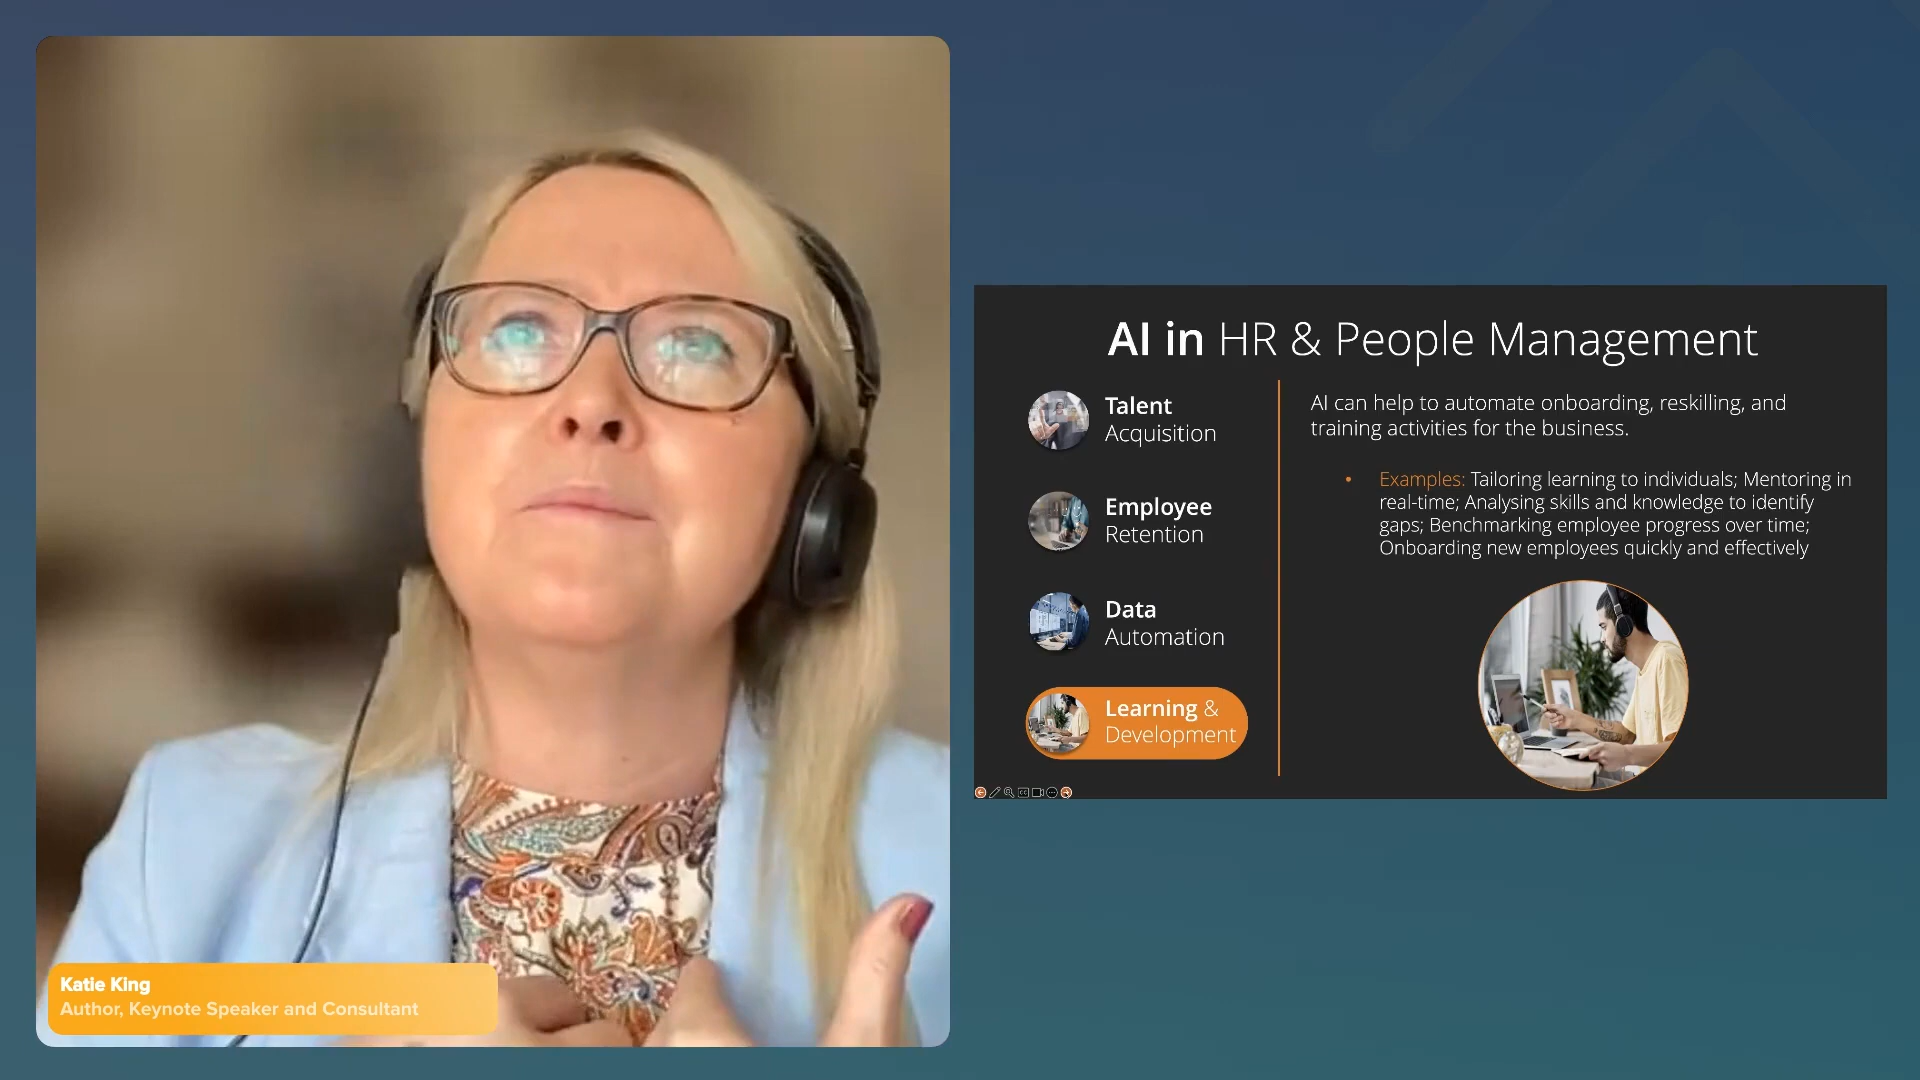 Katie King
Author, Keynote Speaker and Consultant
AI in HR & People Management
Talent
Acquisition
Employee
Retention
Data
Automation
Learning &
Development
AI can help to automate onboarding, reskilling, and
training activities for the business.
• Examples: Tailoring learning to individuals; Mentoring in
real-time; Analysing skills and knowledge to identify
gaps; Benchmarking employee progress over time;
Onboarding new employees quickly and effectively